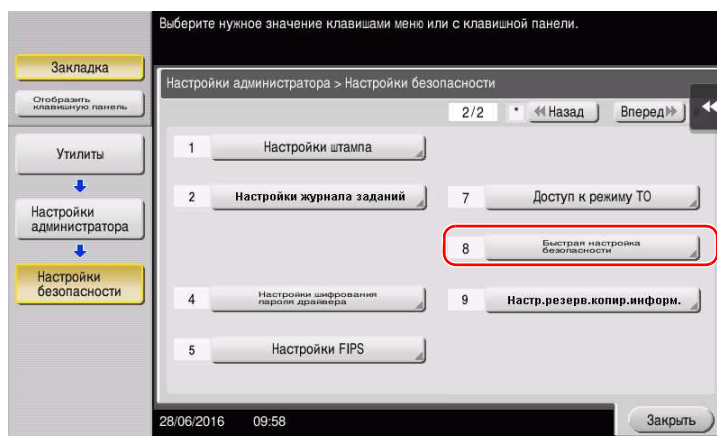 Выберите нужное значение клавишами меню или с клавишной панели.
Закладка
Отобразить
клавишную панель
Утилиты
Настройки
администратора
Настройки
безопасности
Настройки администратора > Настройки безопасности
2/2 * Назад Вперед
1 Настройки штампа
2 Настройки журнала заданий
7 Доступ к режиму ТО
8 Быстрая настройка
безопасности
4 Настройки шифрования
пароля драйвера
9 Настр.резерв.копир.информ.
5 Настройки FIPS
28/06/2016 09:58
Закрыть